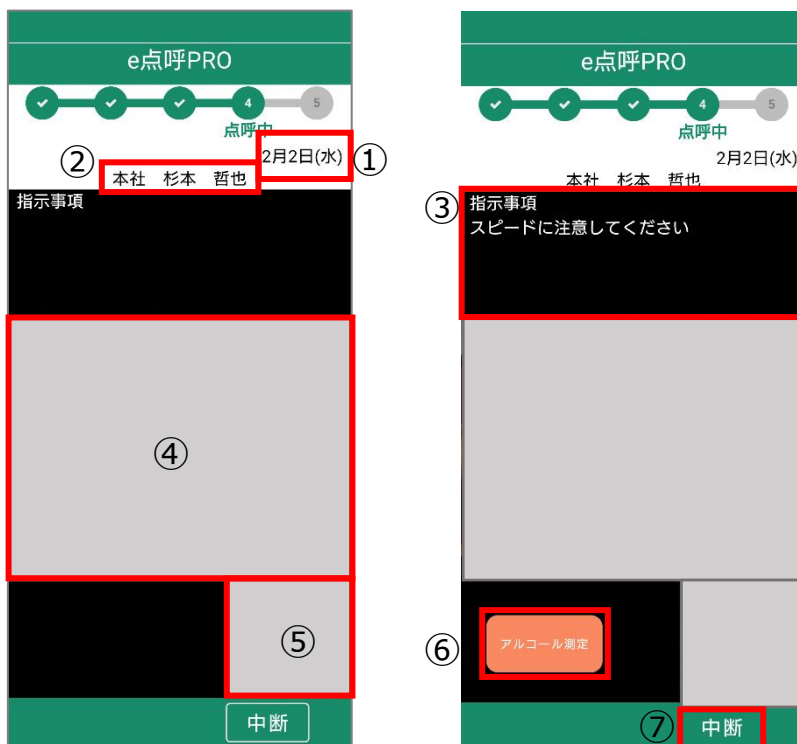 e点呼PRO
4
5
点呼中
2月2日(水)
①
②
本社 杉本 哲也
指示事項
④
⑤
中断
e点呼PRO
4
5
点呼中
2月2日(水)
本社 杉本 哲也
③
指示事項
スピードに注意してください
⑥
アルコール測定
⑦
中断